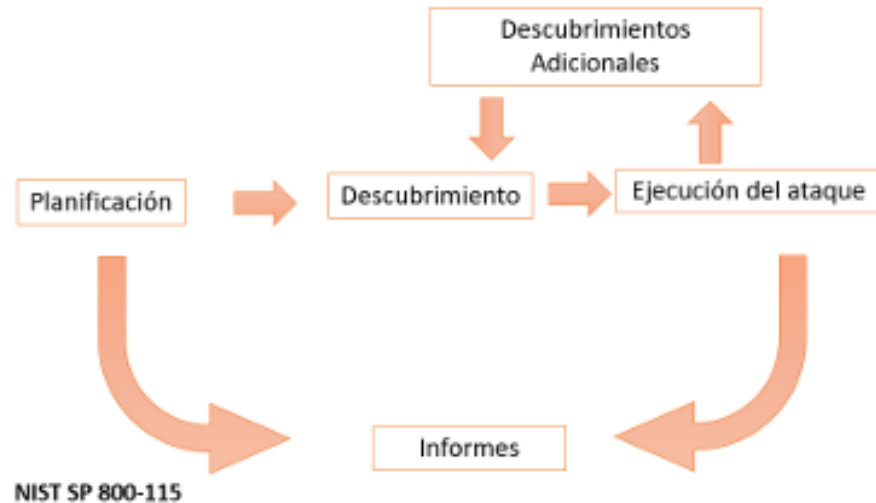 Descubrimientos
Adicionales
Planificación
Descubrimiento
Ejecución del ataque
Informes
NIST SP 800-115